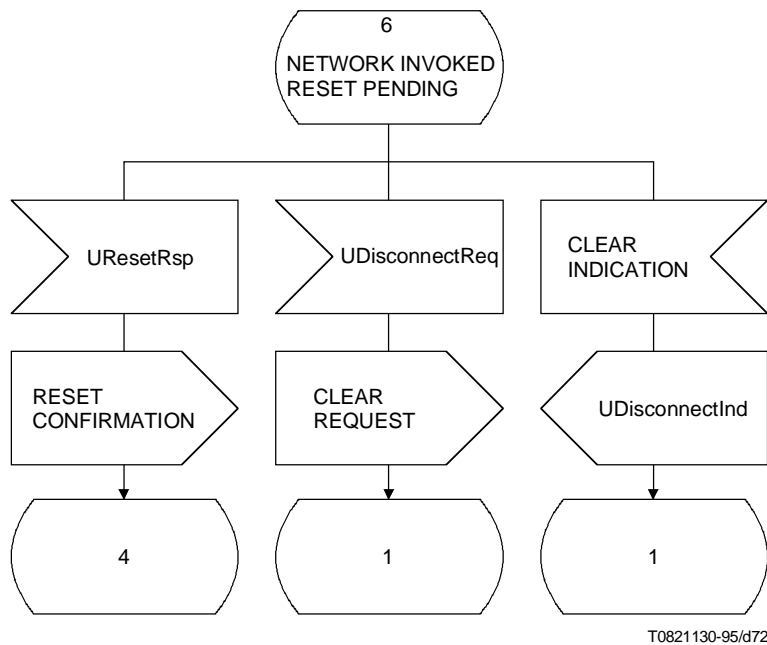 6
NETWORK INVOKED
RESET PENDING
UResetRsp
UDisconnectReq
CLEAR
INDICATION
RESET
CONFIRMATION
CLEAR
REQUEST
UDisconnectInd
4
1
1
T0821130-95/d72